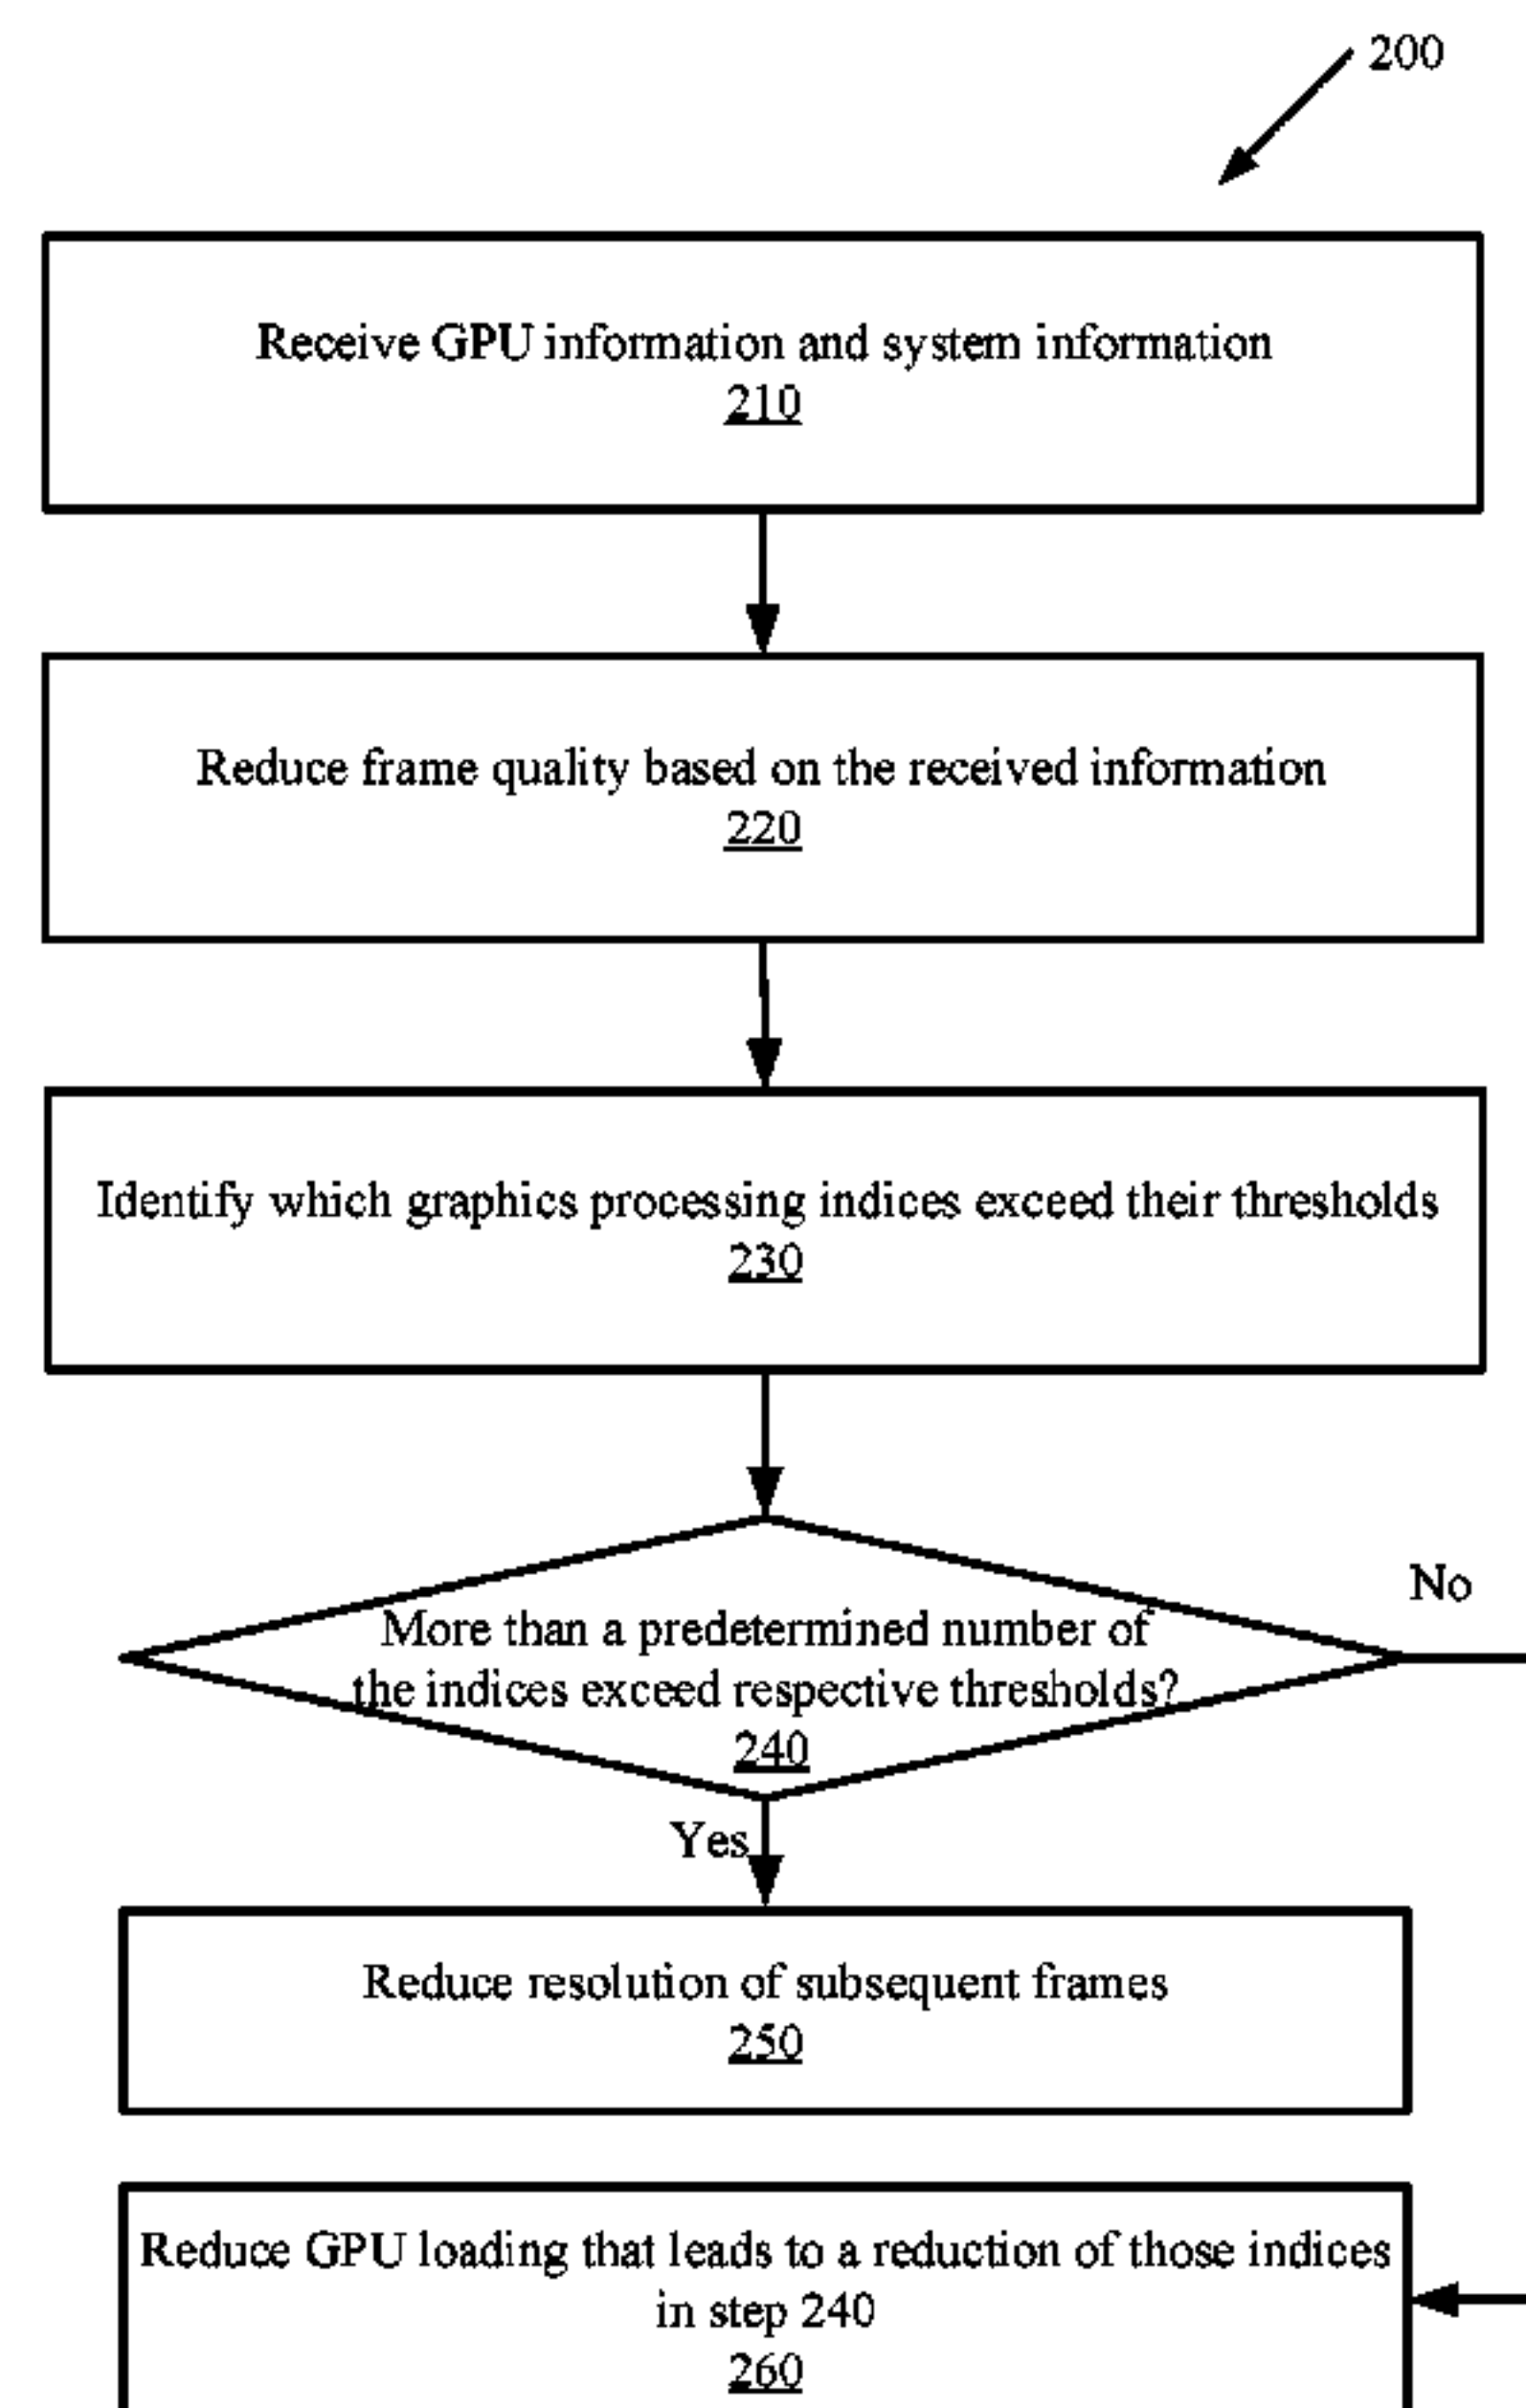 200
Receive GPU information and system information
210
Reduce frame quality based on the received information
220
Identify which graphics processing indices exceed their thresholds
230
No
More than a predetermined number of
the indices exceed respective thresholds?
240
Yes
Reduce resolution of subsequent frames
250
Reduce GPU loading that leads to a reduction of those indices
in step 240
260